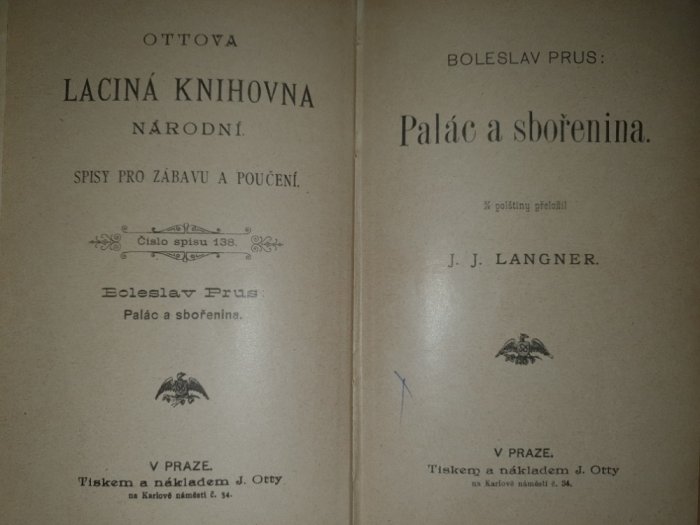 OTTOVA
LACINÁ KNIHOVNA
NÁRODNÍ.
SPISY PRO ZÁBAVU A POUČENÍ.
Číslo spisu 138.
Boleslav Prus:
Palác a sbořenina.
V PRAZE.
Tiskem a nákladem J. Otty
na Karlově náměstí č. 34.
BOLESLAV PRUS:
Palác a sbořenina.
Z polštiny přeložil
J. J. LANGNER.
V PRAZE.
Tiskem a nákladem J. Otty
na Karlově náměstí č. 34.